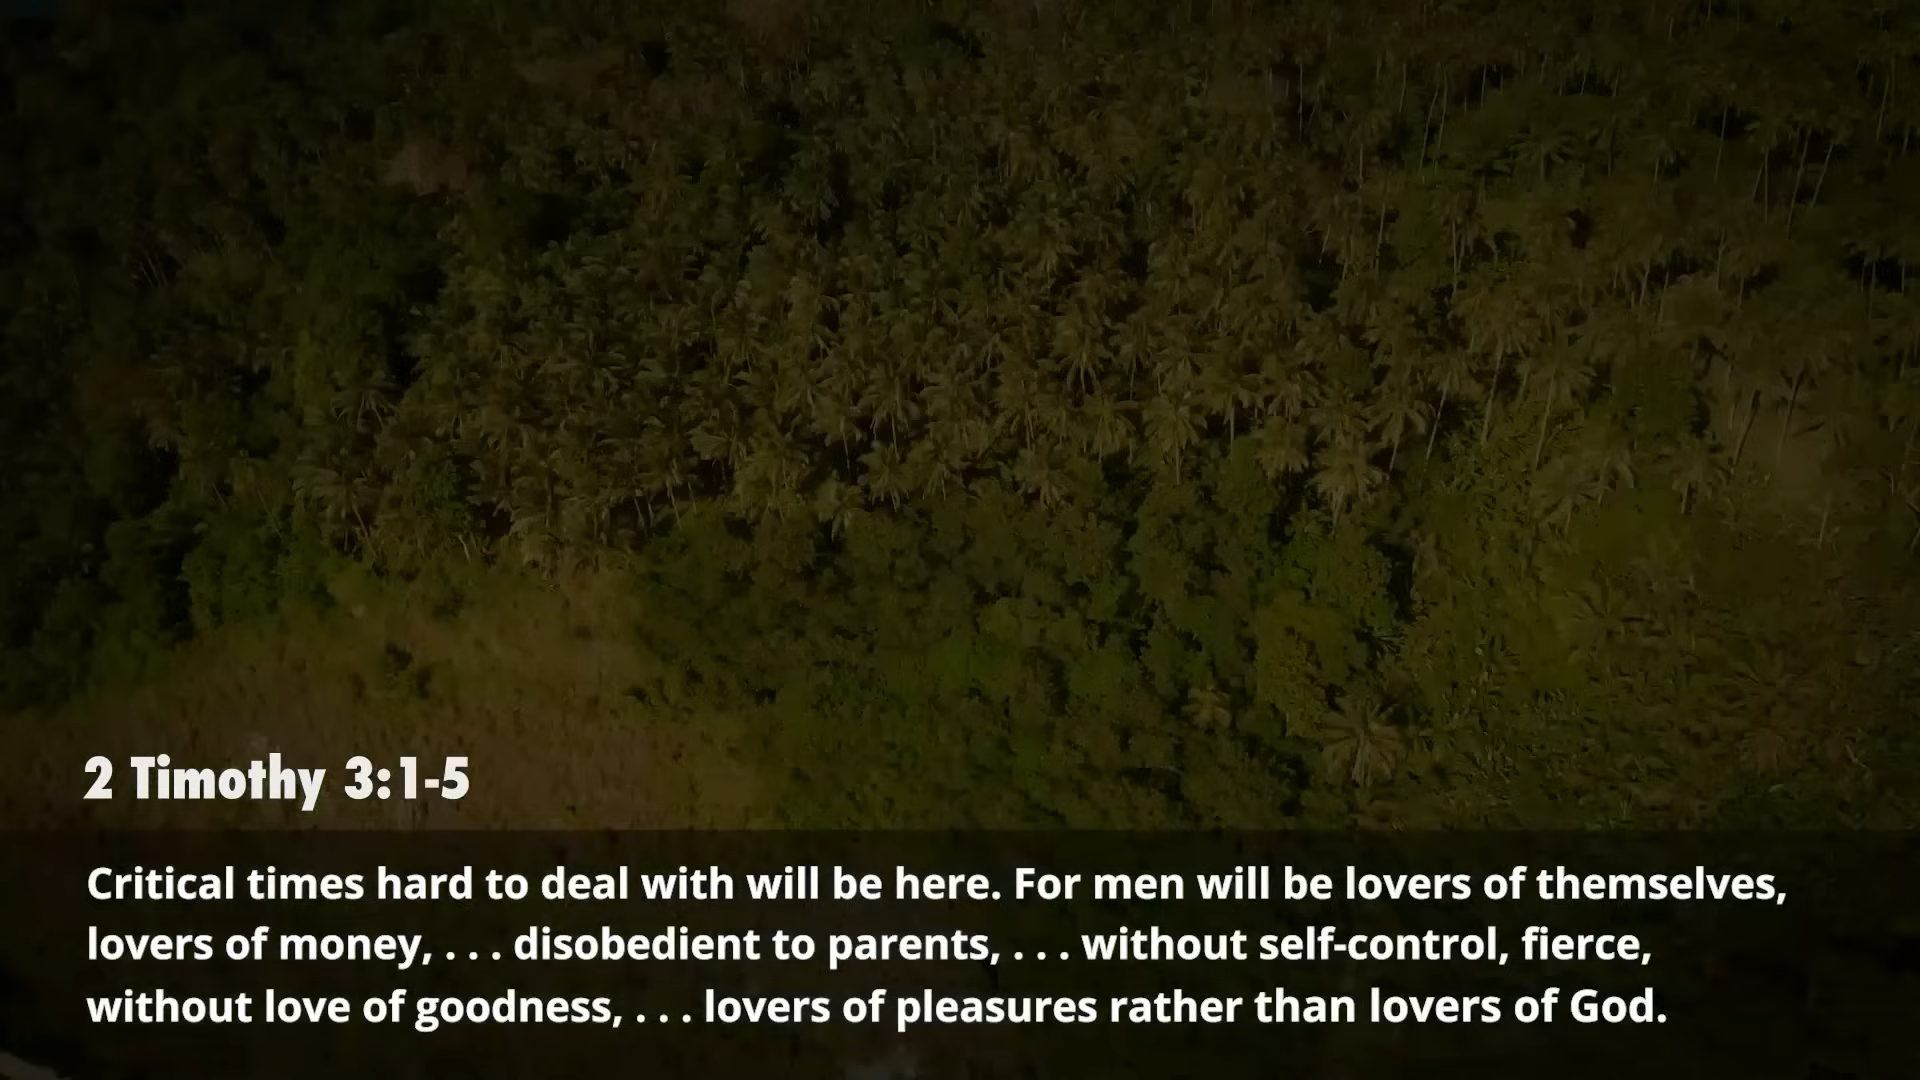 2 Timothy 3:1-5
Critical times hard to deal with will be here. For men will be lovers of themselves,
lovers of money, . . . disobedient to parents, . . . without self-control, fierce,
without love of goodness, . . . lovers of pleasures rather than lovers of God.